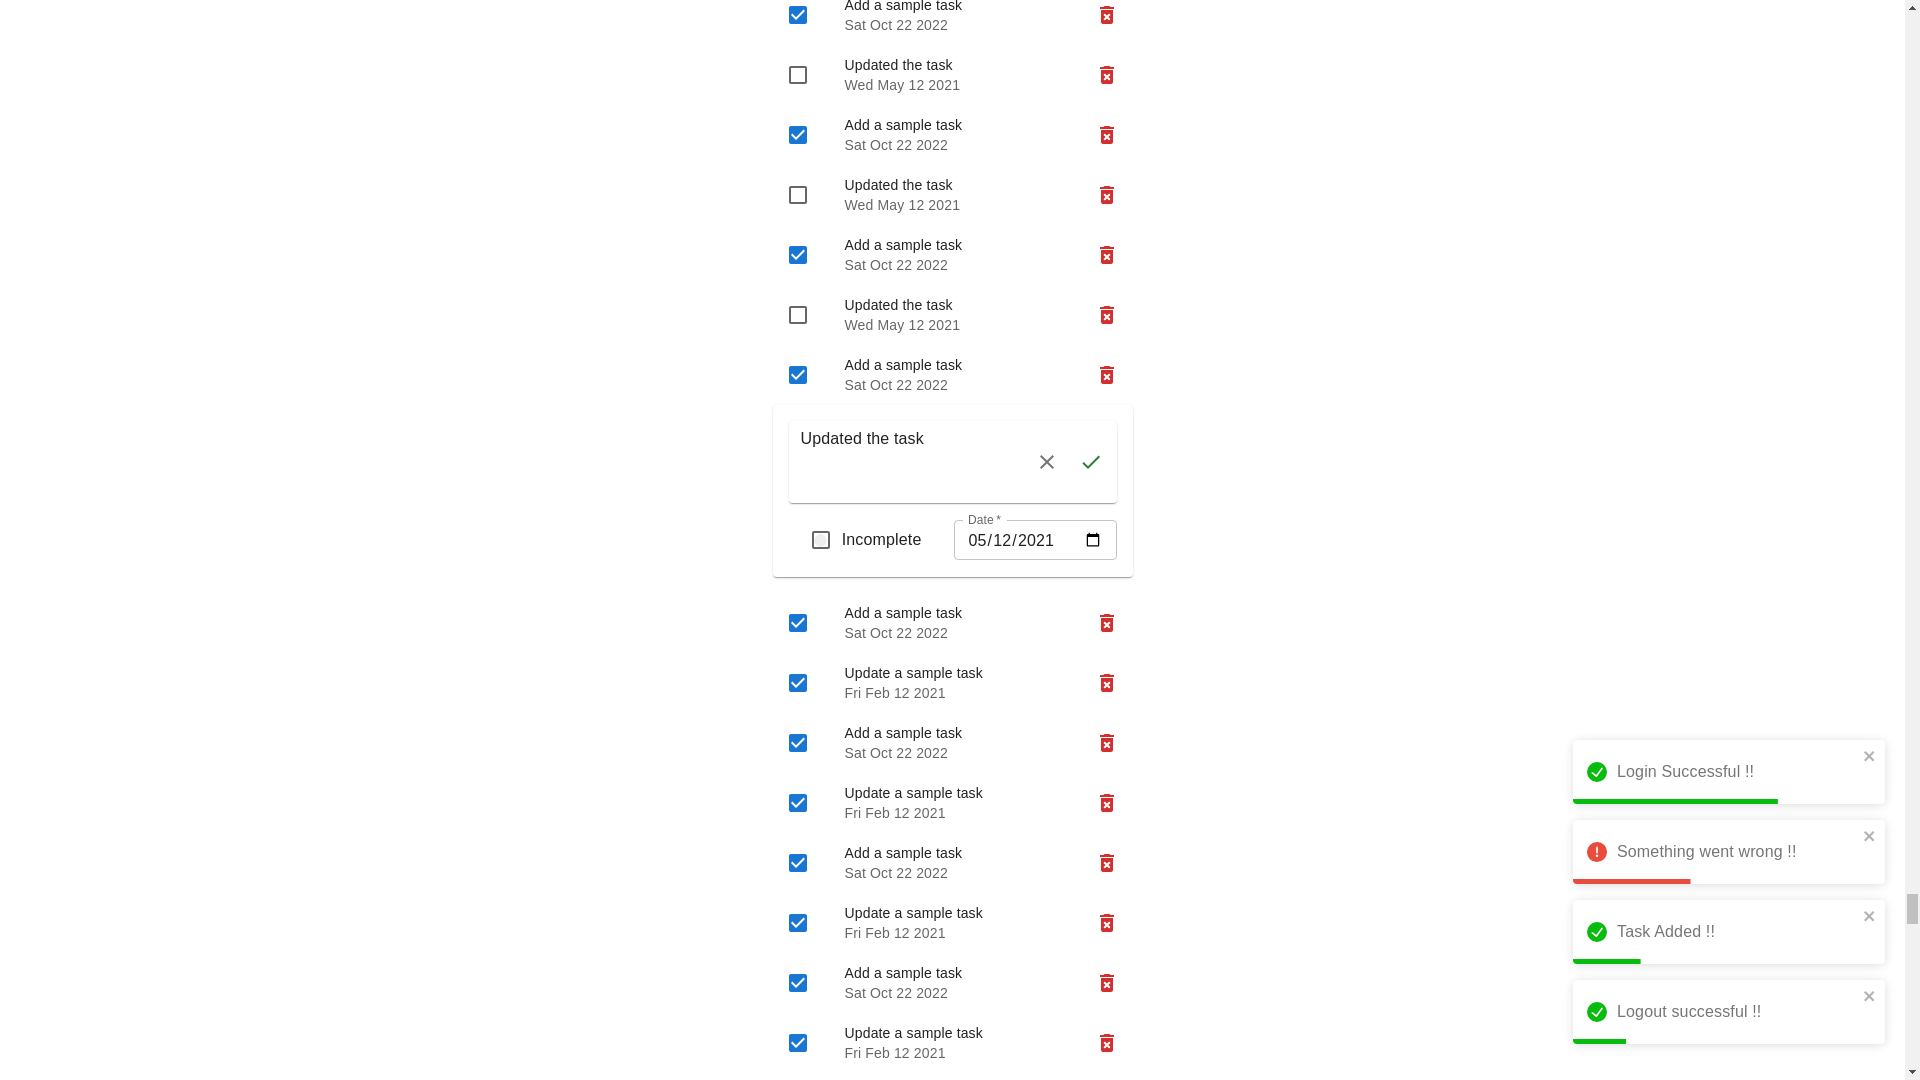 Add a sample task
Sat Oct 22 2022
Updated the task
Wed May 12 2021
Add a sample task
Sat Oct 22 2022
Updated the task
Wed May 12 2021
Add a sample task
Sat Oct 22 2022
Updated the task
Wed May 12 2021
Add a sample task
Sat Oct 22 2022
Updated the task
Date *
Incomplete
05/12/2021
Add a sample task
Sat Oct 22 2022
Update a sample task
Fri Feb 12 2021
Add a sample task
Sat Oct 22 2022
Update a sample task
Fri Feb 12 2021
Add a sample task
Sat Oct 22 2022
Update a sample task
Fri Feb 12 2021
Add a sample task
Sat Oct 22 2022
Update a sample task
Fri Feb 12 2021
Login Successful !!
Something went wrong !!
Task Added !!
Logout successful !!